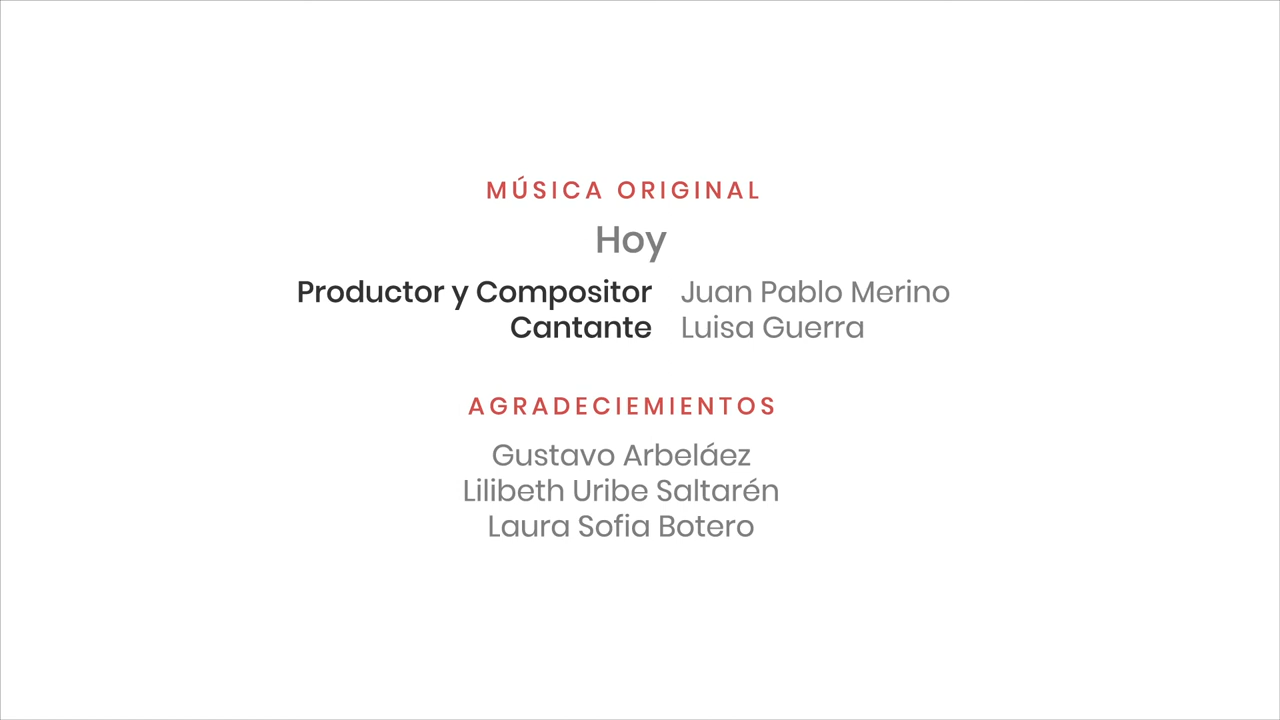 MÚSICA ORIGINAL
Hoy
Productor y Compositor Juan Pablo Merino
Cantante Luisa Guerra
AGRADECIEMIENTOS
Gustavo Arbeláez
Lilibeth Uribe Saltarén
Laura Sofia Botero